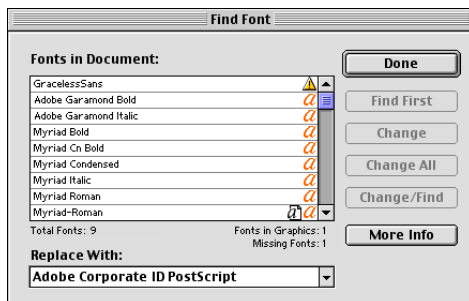 Find Font
Fonts in Document:
GracelessSans
Adobe Garamond Bold
Adobe Garamond Italic
Myriad Bold
Myriad Cn Bold
Myriad Condensed
Myriad Italic
Myriad Roman
Myriad-Roman
Total Fonts: 9
Fonts in Graphics: 1
Missing Fonts: 1
Replace With:
Adobe Corporate ID PostScript
Done
Find First
Change
Change All
Change/Find
More Info